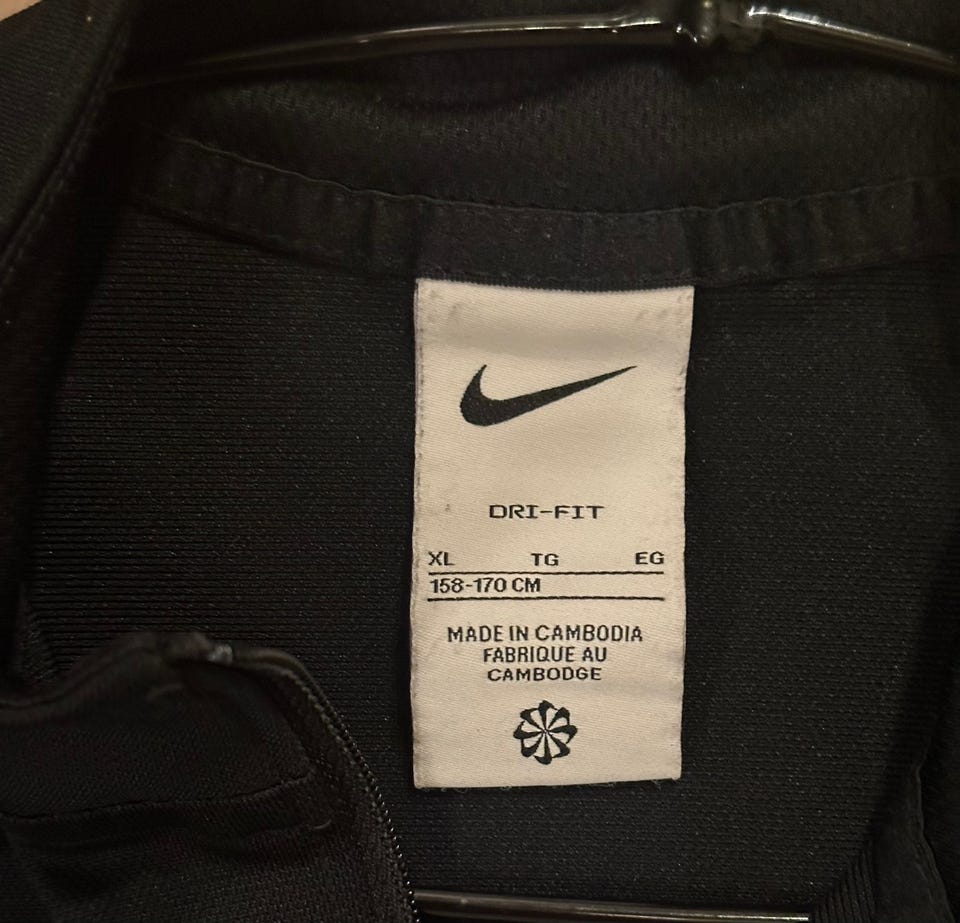 DRI-FIT
XL TG EG
158-170 CM
MADE IN CAMBODIA
FABRIQUE AU
CAMBODGE